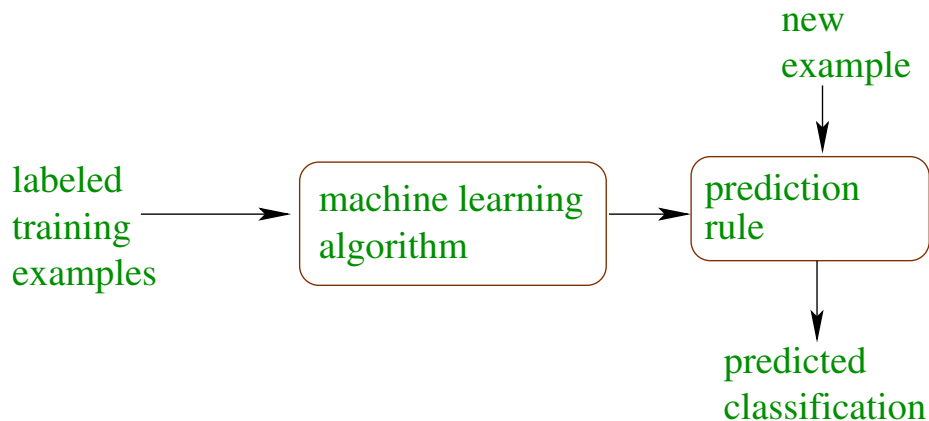 new
example
labeled
training
examples
machine learning
algorithm
prediction
rule
predicted
classification